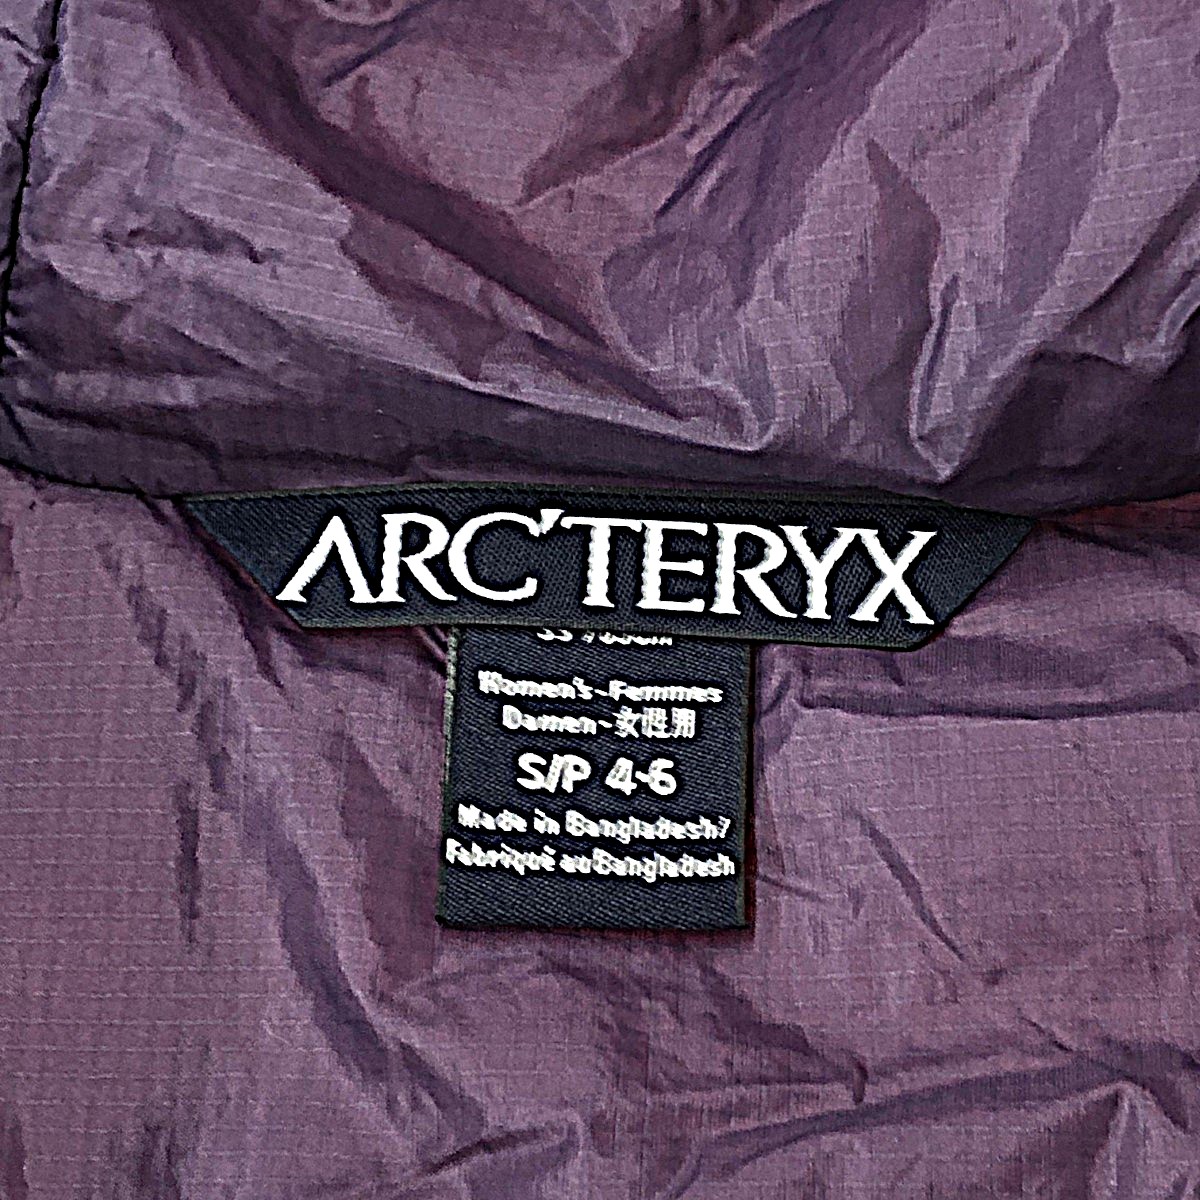 ARC'TERYX
Women's-Femmes
Damen-女性用
S/P 4-6
Made in Bangladesh/
Fabriqué au Bangladesh